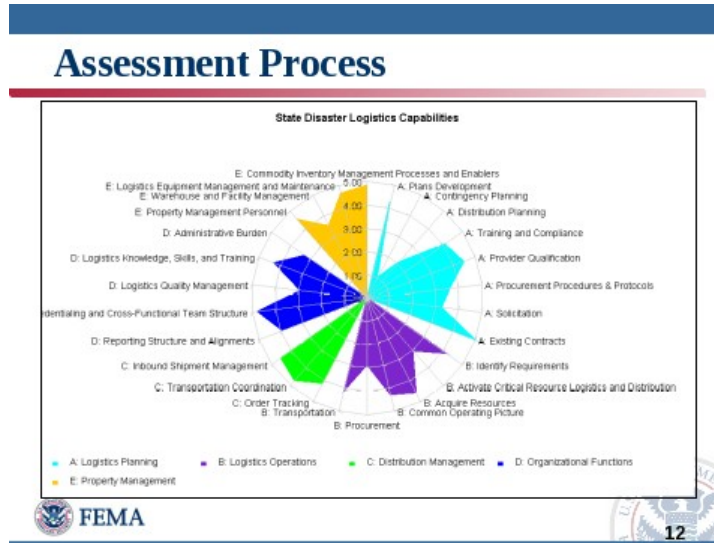 Assessment Process
State Disaster Logistics Capabilities
E: Commodity Inventory Management Processes and Enablers
E: Logistics Equipment Management and Maintenance
5.00
A: Plans Development
E: Warehouse and Facility Management
A: Contingency Planning
4.00
E: Property Management Personnel
A: Distribution Planning
3.00
D: Administrative Burden
A: Training and Compliance
2.00
D: Logistics Knowledge, Skills, and Training
A: Provider Qualification
1.00
D: Logistics Quality Management
A: Procurement Procedures & Protocols
edentialing and Cross-Functional Team Structure
A: Solicitation
D: Reporting Structure and Alignments
A: Existing Contracts
C: Inbound Shipment Management
B: Identify Requirements
C: Transportation Coordination
B: Activate Critical Resource Logistics and Distribution
C: Order Tracking
B: Acquire Resources
B: Transportation
B: Common Operating Picture
B: Procurement
A: Logistics Planning
B: Logistics Operations
C: Distribution Management
D: Organizational Functions
E: Property Management
FEMA
12